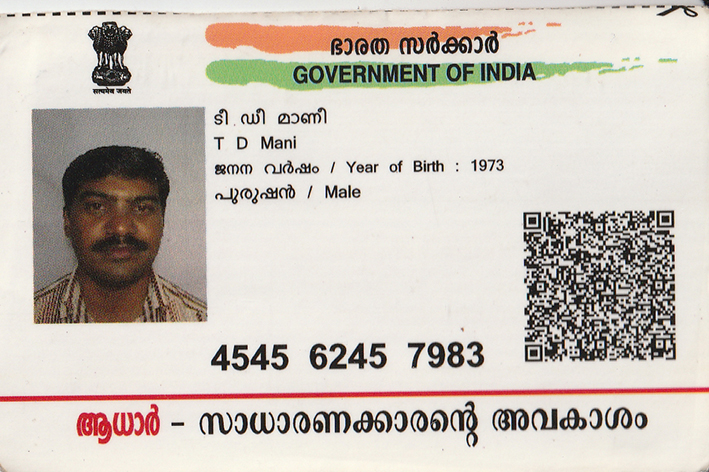 सत्यमेव जयते
ഭാരത സർക്കാർ
GOVERNMENT OF INDIA
ടീ .ഡീ മാണീ
T D Mani
ജനന വർഷം / Year of Birth : 1973
പുരുഷൻ / Male
4545 6245 7983
ആധാർ - സാധാരണക്കാരന്റെ അവകാശം